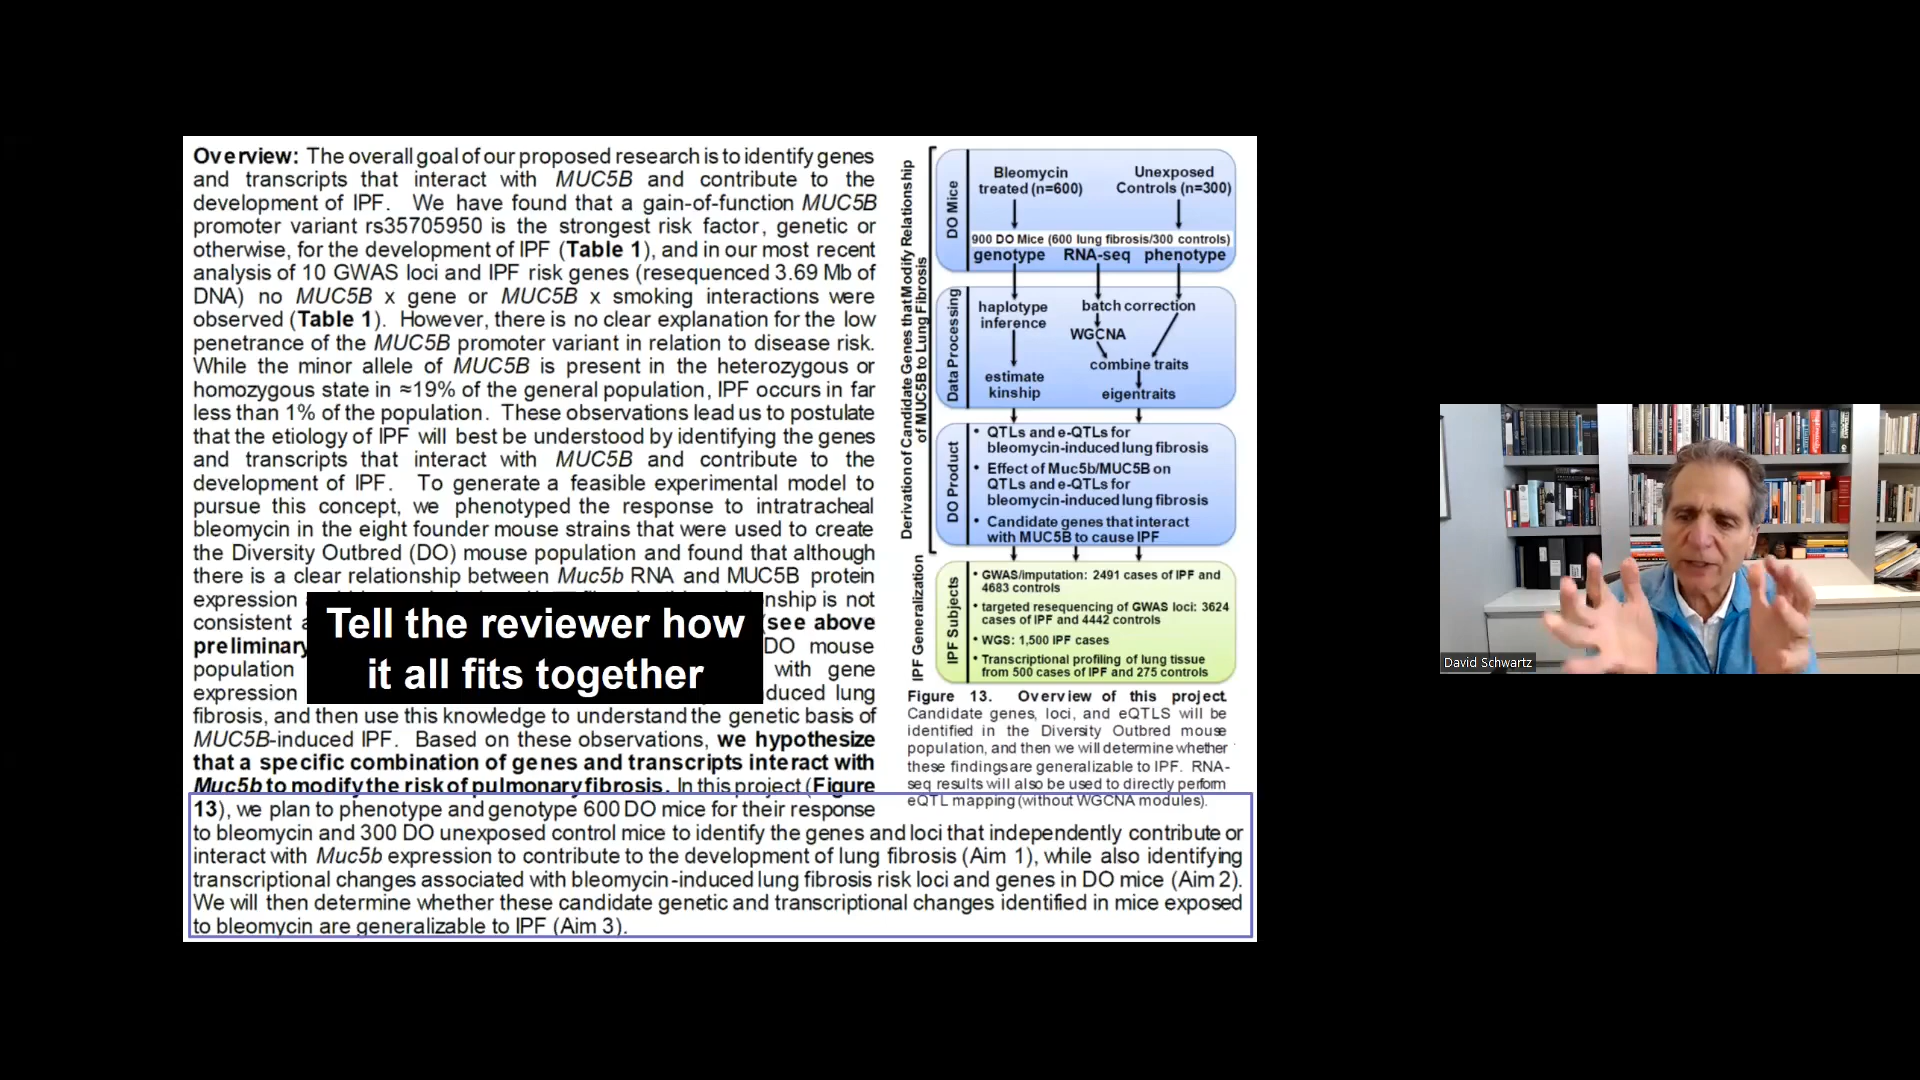 Overview: The overall goal of our proposed research is to identify genes
and transcripts that interact with MUC5B and contribute to the
development of IPF. We have found that a gain-of-function MUC5B
promoter variant rs35705950 is the strongest risk factor, genetic or
otherwise, for the development of IPF (Table 1), and in our most recent
analysis of 10 GWAS loci and IPF risk genes (resequenced 3.69 Mb of
DNA) no MUC5B x gene or MUC5B x smoking interactions were
observed (Table 1). However, there is no clear explanation for the low
penetrance of the MUC5B promoter variant in relation to disease risk.
While the minor allele of MUC5B is present in the heterozygous or
homozygous state in ≈19% of the general population, IPF occurs in far
less than 1% of the population. These observations lead us to postulate
that the etiology of IPF will best be understood by identifying the genes
and transcripts that interact with MUC5B and contribute to the
development of IPF. To generate a feasible experimental model to
pursue this concept, we phenotyped the response to intratracheal
bleomycin in the eight founder mouse strains that were used to create
the Diversity Outbred (DO) mouse population and found that although
there is a clear relationship between Muc5b RNA and MUC5B protein
expression
is not
consistent
(see above
preliminary
DO mouse
population
with gene
expression
lung
fibrosis, and then use this knowledge to understand the genetic basis of
MUC5B-induced IPF. Based on these observations, we hypothesize
that a specific combination of genes and transcripts interact with
Muc5b to modify the risk of pulmonary fibrosis. In this project (Figure
13), we plan to phenotype and genotype 600 DO mice for their response
to bleomycin and 300 DO unexposed control mice to identify the genes and loci that independently contribute or
interact with Muc5b expression to contribute to the development of lung fibrosis (Aim 1), while also identifying
transcriptional changes associated with bleomycin-induced lung fibrosis risk loci and genes in DO mice (Aim 2).
We will then determine whether these candidate genetic and transcriptional changes identified in mice exposed
to bleomycin are generalizable to IPF (Aim 3).
Tell the reviewer how
it all fits together
Derivation of Candidate Genes that Modify Relationship
of MUC5B to Lung Fibrosis
DO Mice
Bleomycin
treated (n=600)
Unexposed
Controls (n=300)
900 DO Mice (600 lung fibrosis/300 controls)
genotype RNA-seq phenotype
Data Processing
haplotype
inference
batch correction
WGCNA
combine traits
estimate
kinship
eigentraits
DO Product
• QTLs and e-QTLs for
bleomycin-induced lung fibrosis
• Effect of Muc5b/MUC5B on
QTLs and e-QTLs for
bleomycin-induced lung fibrosis
• Candidate genes that interact
with MUC5B to cause IPF
IPF Generalization
IPF Subjects
• GWAS/imputation: 2491 cases of IPF and
4683 controls
• targeted resequencing of GWAS loci: 3624
cases of IPF and 4442 controls
• WGS: 1,500 IPF cases
• Transcriptional profiling of lung tissue
from 500 cases of IPF and 275 controls
Figure 13. Overview of this project.
Candidate genes, loci, and eQTLS will be
identified in the Diversity Outbred mouse
population, and then we will determine whether
these findings are generalizable to IPF. RNA-
seq results will also be used to directly perform
eQTL mapping (without WGCNA modules).
David Schwartz